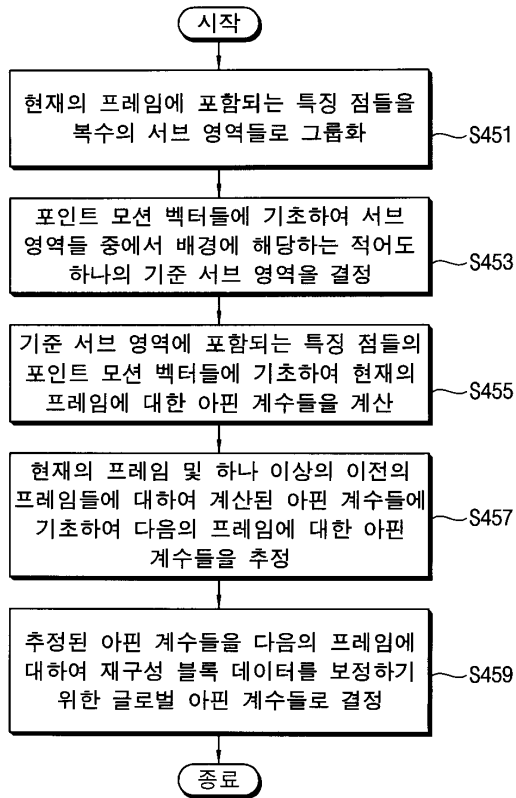 시작
현재의 프레임에 포함되는 특징 점들을
복수의 서브 영역들로 그룹화
S451
포인트 모션 벡터들에 기초하여 서브
영역들 중에서 배경에 해당하는 적어도
하나의 기준 서브 영역을 결정
S453
기준 서브 영역에 포함되는 특징 점들의
포인트 모션 벡터들에 기초하여 현재의
프레임에 대한 아핀 계수들을 계산
S455
현재의 프레임 및 하나 이상의 이전의
프레임들에 대하여 계산된 아핀 계수들에
기초하여 다음의 프레임에 대한 아핀
계수들을 추정
S457
추정된 아핀 계수들을 다음의 프레임에
대하여 재구성 블록 데이터를 보정하기
위한 글로벌 아핀 계수들로 결정
S459
종료